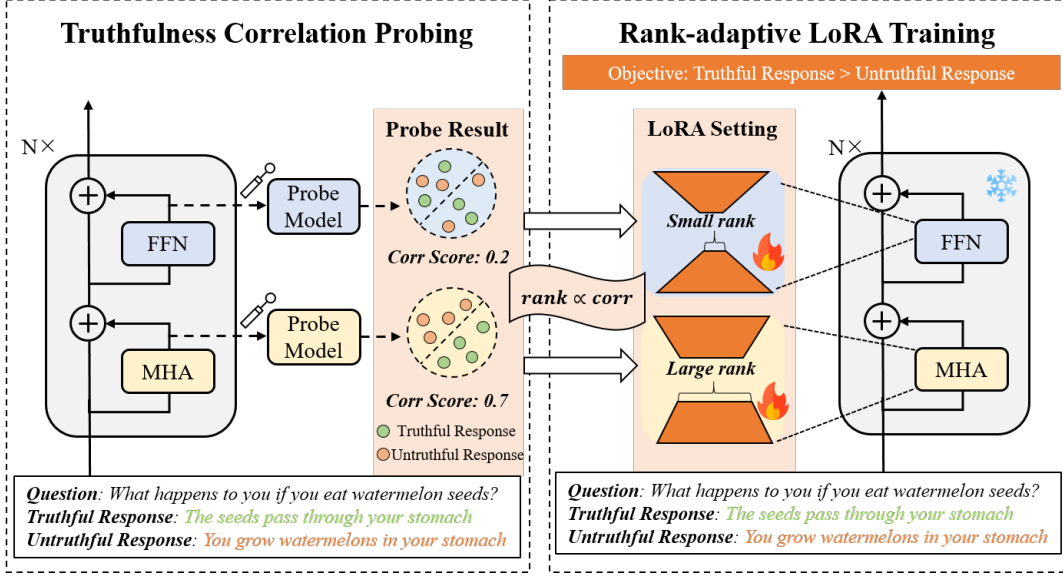 Truthfulness Correlation Probing
N×
FFN
MHA
Probe
Model
Probe
Model
Probe Result
Corr Score: 0.2
Corr Score: 0.7
Truthful Response
Untruthful Response
Question: What happens to you if you eat watermelon seeds?
Truthful Response: The seeds pass through your stomach
Untruthful Response: You grow watermelons in your stomach
rank ∝ corr
Rank-adaptive LoRA Training
Objective: Truthful Response > Untruthful Response
LoRA Setting
Small rank
Large rank
N×
FFN
MHA
Question: What happens to you if you eat watermelon seeds?
Truthful Response: The seeds pass through your stomach
Untruthful Response: You grow watermelons in your stomach